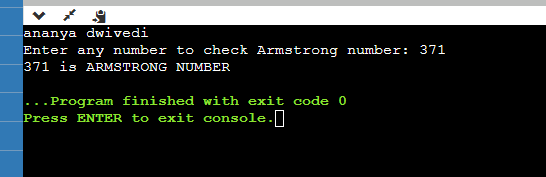 ananya dwivedi
Enter any number to check Armstrong number: 371
371 is ARMSTRONG NUMBER
...Program finished with exit code 0
Press ENTER to exit console.